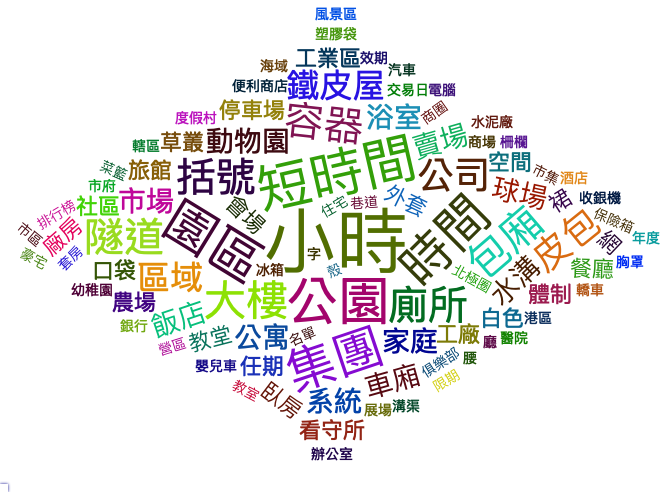 風景區
塑膠袋
工業區
效期
海域
汽車
便利商店
鐵皮屋
交易日
電腦
度假村
停車場
容器
浴室
商圈
水泥廠
轄區
草叢
動物園
短時間
賣場
商場
柵欄
菜籃
旅館
括號
公司
空間
市集
酒店
市府
排行榜
社區
市場
會場
住宅
巷道
外套
球場
裙
收銀機
保險箱
市區
廠房
隧道
園區
小時
時間
包廂
皮包
網
年度
豪宅
套房
口袋
區域
冰箱
字
殼
北極圈
水溝
餐廳
胸罩
幼稚園
農場
大樓
公園
廁所
體制
轎車
銀行
飯店
教堂
公寓
名單
集團
家庭
工廠
白色
港區
廳
醫院
營區
嬰兒車
任期
俱樂部
腰
教室
臥房
系統
車廂
限期
展場
溝渠
看守所
辦公室